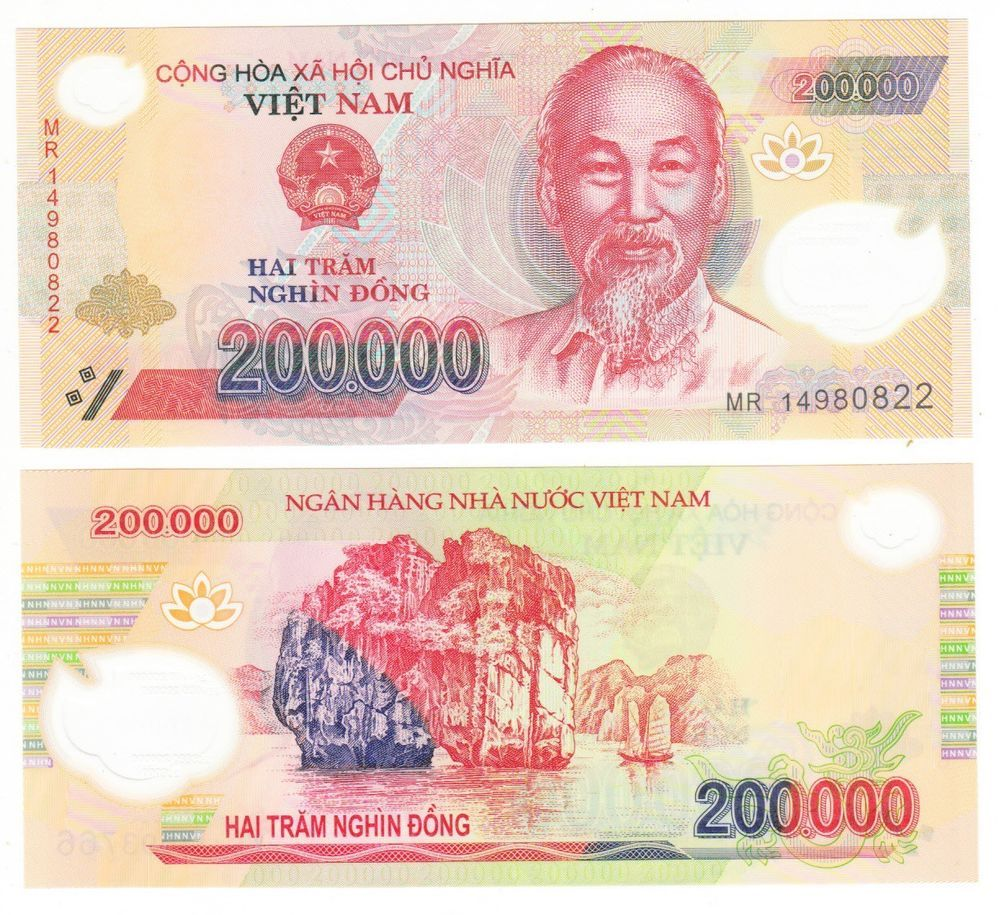 CỘNG HÒA XÃ HỘI CHỦ NGHĨA
VIỆT NAM
200.000
MR 14980822
VIỆT NAM
HAI TRĂM
NGHÌN ĐỒNG
200.000
MR 14980822
NGÂN HÀNG NHÀ NƯỚC VIỆT NAM
200.000
HAI TRĂM NGHÌN ĐỒNG
200.000